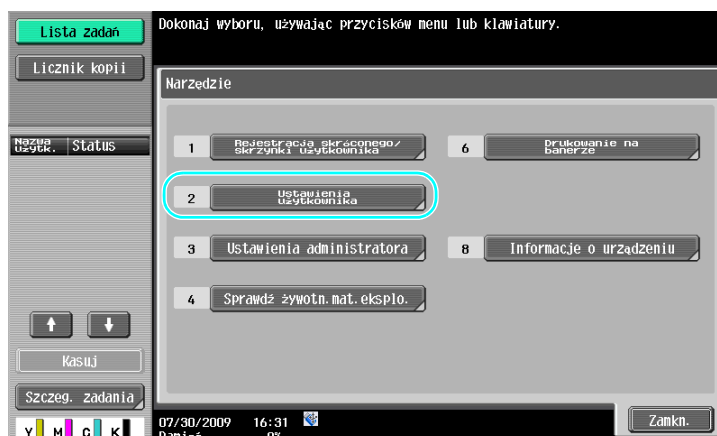 Lista zadań
Licznik kopii
Nazwa użytk.
Status
Kasuj
Szczeg. zadania
Y M C K
Dokonaj wyboru, używając przycisków menu lub klawiatury.
Narzędzie
1 Rejestracja skróconego/
skrzynki użytkownika
2 Ustawienia
użytkownika
3 Ustawienia administratora
4 Sprawdź żywotn.mat.eksplo.
6 Drukowanie na
banerze
8 Informacje o urządzeniu
07/30/2009 16:31
Pamięć 0%
Zamkn.